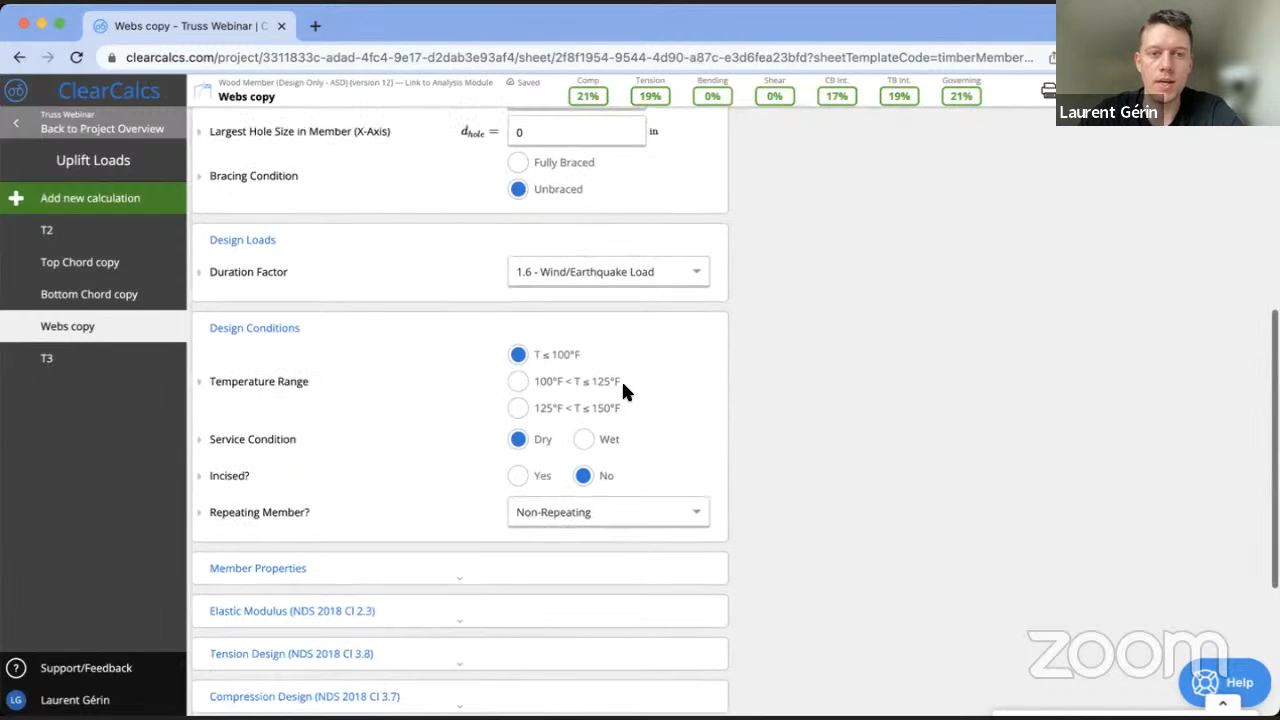 Webs copy - Truss Webinar | C
clearcalcs.com/project/3311833c-adad-4fc4-9e17-d2dab3e93af4/sheet/2f8f1954-9544-4d90-a87c-e3d6fea23bfd?sheetTemplateCode=timberMember...
Laurent Gérin
ClearCalcs
Wood Member (Design Only - ASD) [version 12] — Link to Analysis Module
Saved
Webs copy
Comp
21%
Tension
19%
Bending
0%
Shear
0%
CB Int.
17%
TB Int.
19%
Governing
21%
Truss Webinar
Back to Project Overview
Uplift Loads
Add new calculation
T2
Top Chord copy
Bottom Chord copy
Webs copy
T3
Support/Feedback
LG Laurent Gérin
Largest Hole Size in Member (X-Axis) dhole = 0 in
Bracing Condition
Fully Braced
Unbraced
Design Loads
Duration Factor 1.6 - Wind/Earthquake Load
Design Conditions
Temperature Range
T ≤ 100°F
100°F < T ≤ 125°F
125°F < T ≤ 150°F
Service Condition Dry Wet
Incised? Yes No
Repeating Member? Non-Repeating
Member Properties
Elastic Modulus (NDS 2018 Cl 2.3)
Tension Design (NDS 2018 Cl 3.8)
Compression Design (NDS 2018 Cl 3.7)
zoom
Help